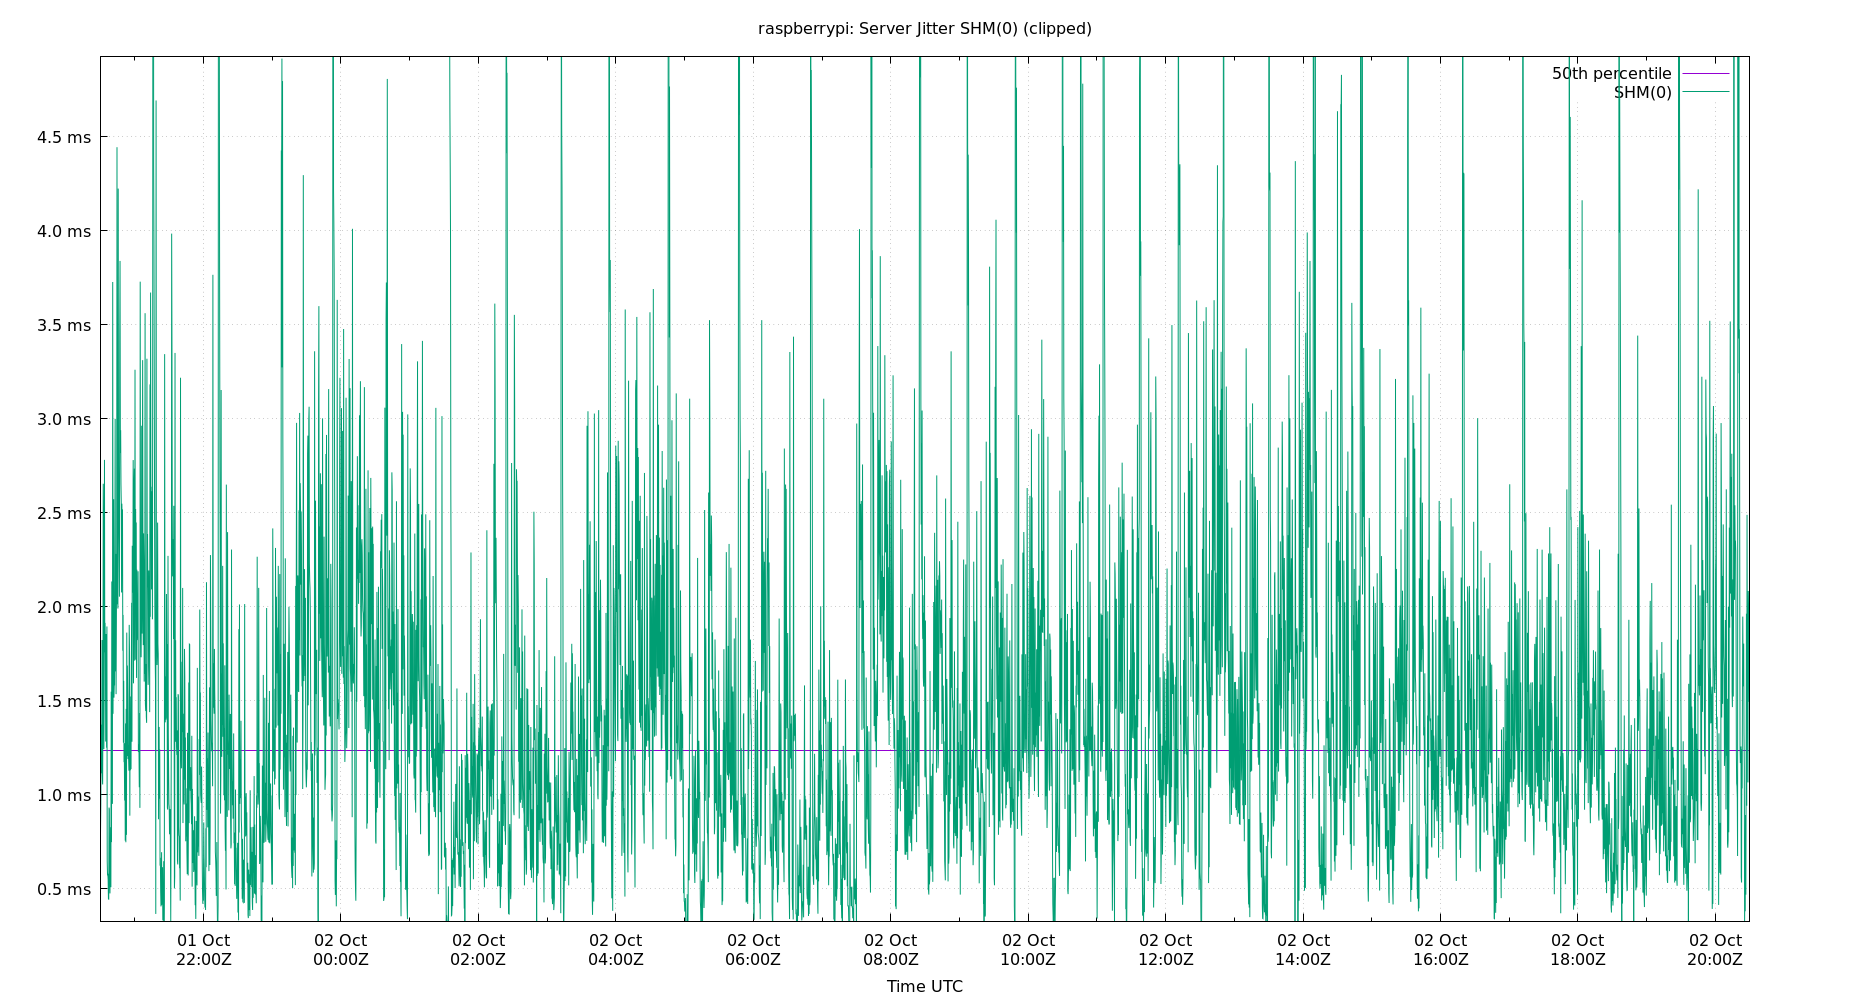 raspberrypi: Server Jitter SHM(0) (clipped)
50th percentile
SHM(0)
4.5 ms
4.0 ms
3.5 ms
3.0 ms
2.5 ms
2.0 ms
1.5 ms
1.0 ms
0.5 ms
01 Oct 02 Oct 02 Oct 02 Oct 02 Oct 02 Oct 02 Oct 02 Oct 02 Oct 02 Oct 02 Oct 02 Oct
22:00Z 00:00Z 02:00Z 04:00Z 06:00Z 08:00Z 10:00Z 12:00Z 14:00Z 16:00Z 18:00Z 20:00Z
Time UTC